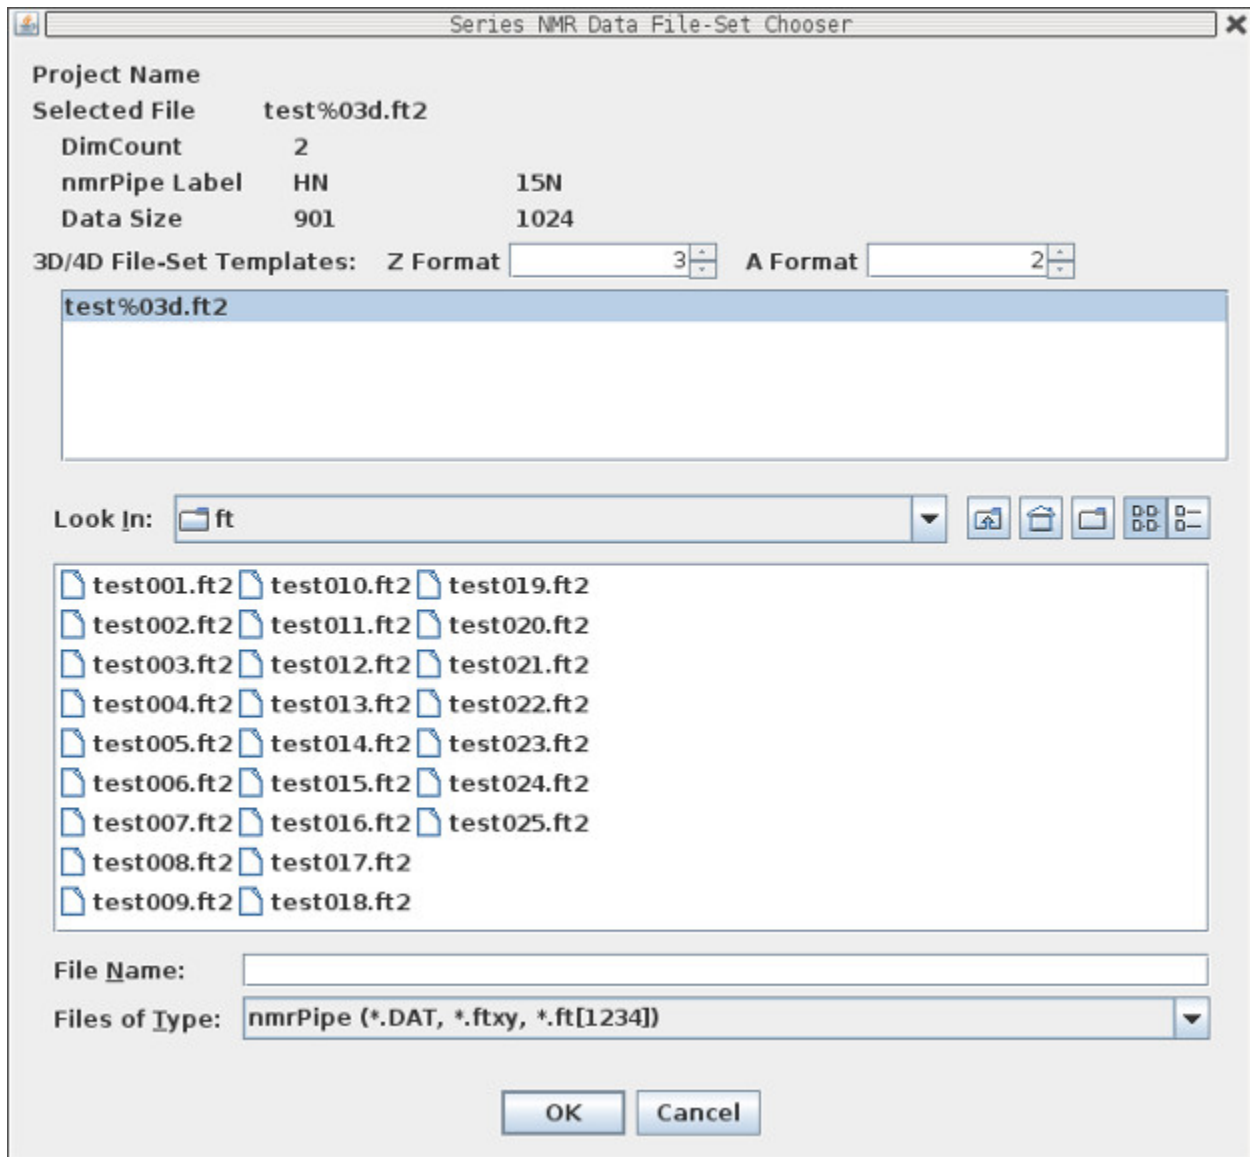 Series NMR Data File-Set Chooser
Project Name
Selected File test%03d.ft2
DimCount 2
nmrPipe Label HN 15N
Data Size 901 1024
3D/4D File-Set Templates: Z Format 3 A Format 2
test%03d.ft2
Look In: ft
test001.ft2 test010.ft2 test019.ft2
test002.ft2 test011.ft2 test020.ft2
test003.ft2 test012.ft2 test021.ft2
test004.ft2 test013.ft2 test022.ft2
test005.ft2 test014.ft2 test023.ft2
test006.ft2 test015.ft2 test024.ft2
test007.ft2 test016.ft2 test025.ft2
test008.ft2 test017.ft2
test009.ft2 test018.ft2
File Name:
Files of Type: nmrPipe (*.DAT, *.ftxy, *.ft[1234])
OK Cancel